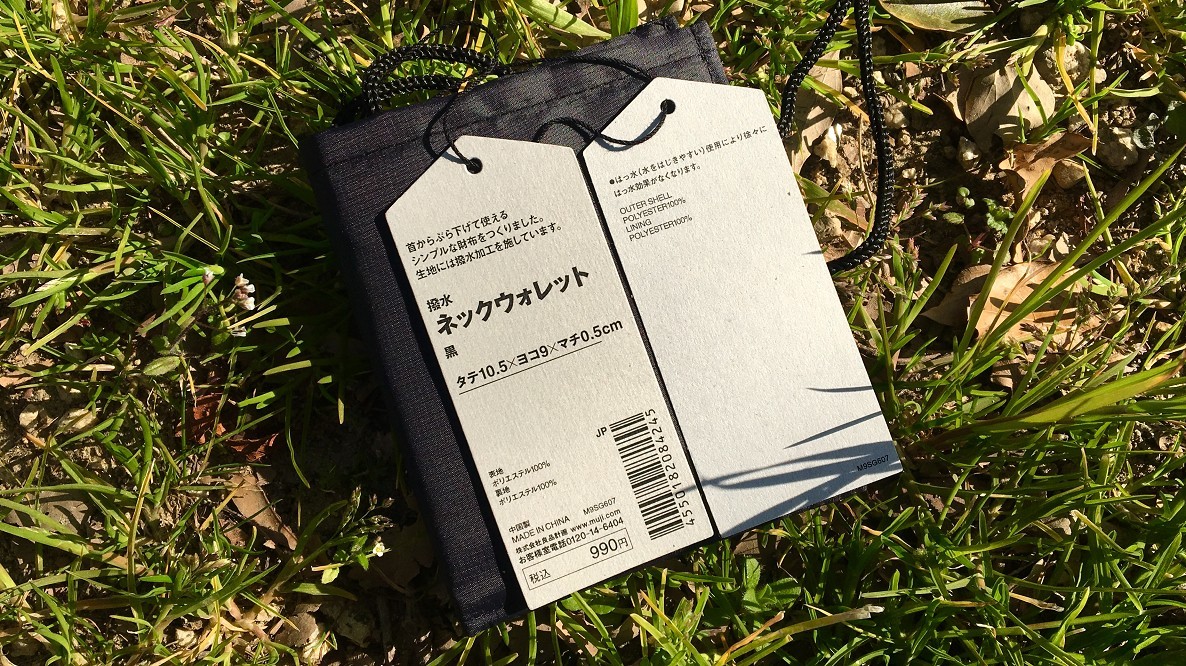 首からぶら下げて使える
シンプルな財布をつくりました。
生地には撥水加工を施しています。
撥水
ネックウォレット
黒
タテ10.5×ヨコ9×マチ0.5cm
JP
45501820824245
表地
ポリエステル100%
裏地
ポリエステル100%
中国製
MADE IN CHINA M9SG607
株式会社良品計画 www.muji.com
お客様室電話0120-14-6404
税込 990円
●はっ水(水をはじきやすい)使用により徐々に
はっ水効果がなくなります。
OUTER SHELL
POLYESTER100%
LINING
POLYESTER100%
M9SG607